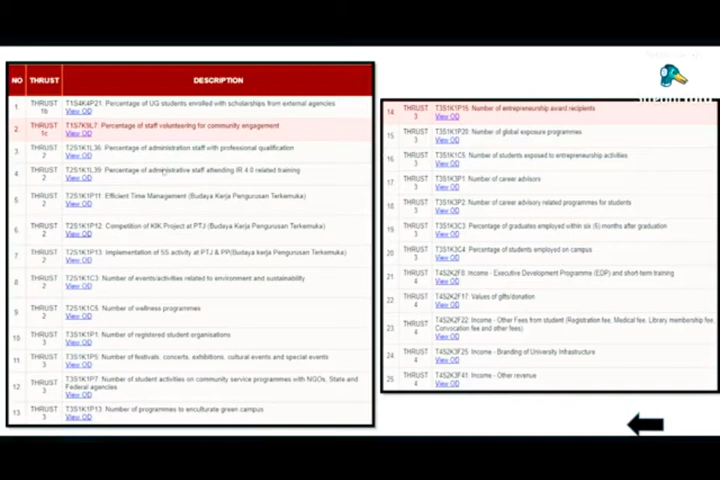 NO THRUST DESCRIPTION
1. THRUST 1b T1S4K4P21: Percentage of UG students enrolled with scholarships from external agencies
View OD
2. THRUST 1c T1S7K9L7: Percentage of staff volunteering for community engagement
View OD
3. THRUST 2 T2S1K1L36: Percentage of administration staff with professional qualification
View OD
4. THRUST 2 T2S1K1L39: Percentage of administrative staff attending IR 4.0 related training
View OD
5. THRUST 2 T2S1K1P11: Efficient Time Management (Budaya Kerja Pengurusan Terkemuka)
View OD
6. THRUST 2 T2S1K1P12: Competition of KIK Project at PTJ (Budaya Kerja Pengurusan Terkemuka)
View OD
7. THRUST 2 T2S1K1P13: Implementation of 5S activity at PTJ & PP(Budaya kerja Pengurusan Terkemuka)
View OD
8. THRUST 2 T2S1K1C3: Number of events/activities related to environment and sustainability
View OD
9. THRUST 2 T2S1K1C5: Number of wellness programmes
View OD
10. THRUST 3 T3S1K1P1: Number of registered student organisations
View OD
11. THRUST 3 T3S1K1P5: Number of festivals, concerts, exhibitions, cultural events and special events
View OD
12. THRUST 3 T3S1K1P7: Number of student activities on community service programmes with NGOs, State and
Federal agencies
View OD
13. THRUST 3 T3S1K1P13: Number of programmes to enculturate green campus
View OD
14. THRUST 3 T3S1K1P15: Number of entrepreneurship award recipients
View OD
15. THRUST 3 T3S1K1P20: Number of global exposure programmes
View OD
16. THRUST 3 T3S1K1C5: Number of students exposed to entrepreneurship activities
View OD
17. THRUST 3 T3S1K3P1: Number of career advisors
View OD
18. THRUST 3 T3S1K3P2: Number of career advisory related programmes for students
View OD
19. THRUST 3 T3S1K3C3: Percentage of graduates employed within six (6) months after graduation
View OD
20. THRUST 3 T3S1K3C4: Percentage of students employed on campus
View OD
21. THRUST 4 T4S2K2F8: Income - Executive Development Programme (EDP) and short-term training
View OD
22. THRUST 4 T4S2K2F17: Values of gifts/donation
View OD
23. THRUST 4 T4S2K2F22: Income - Other Fees from student (Registration fee, Medical fee, Library membership fee,
Convocation fee and other fees)
View OD
24. THRUST 4 T4S2K3F25: Income - Branding of University Infrastructure
View OD
25. THRUST 4 T4S2K3F41: Income - Other revenue
View OD